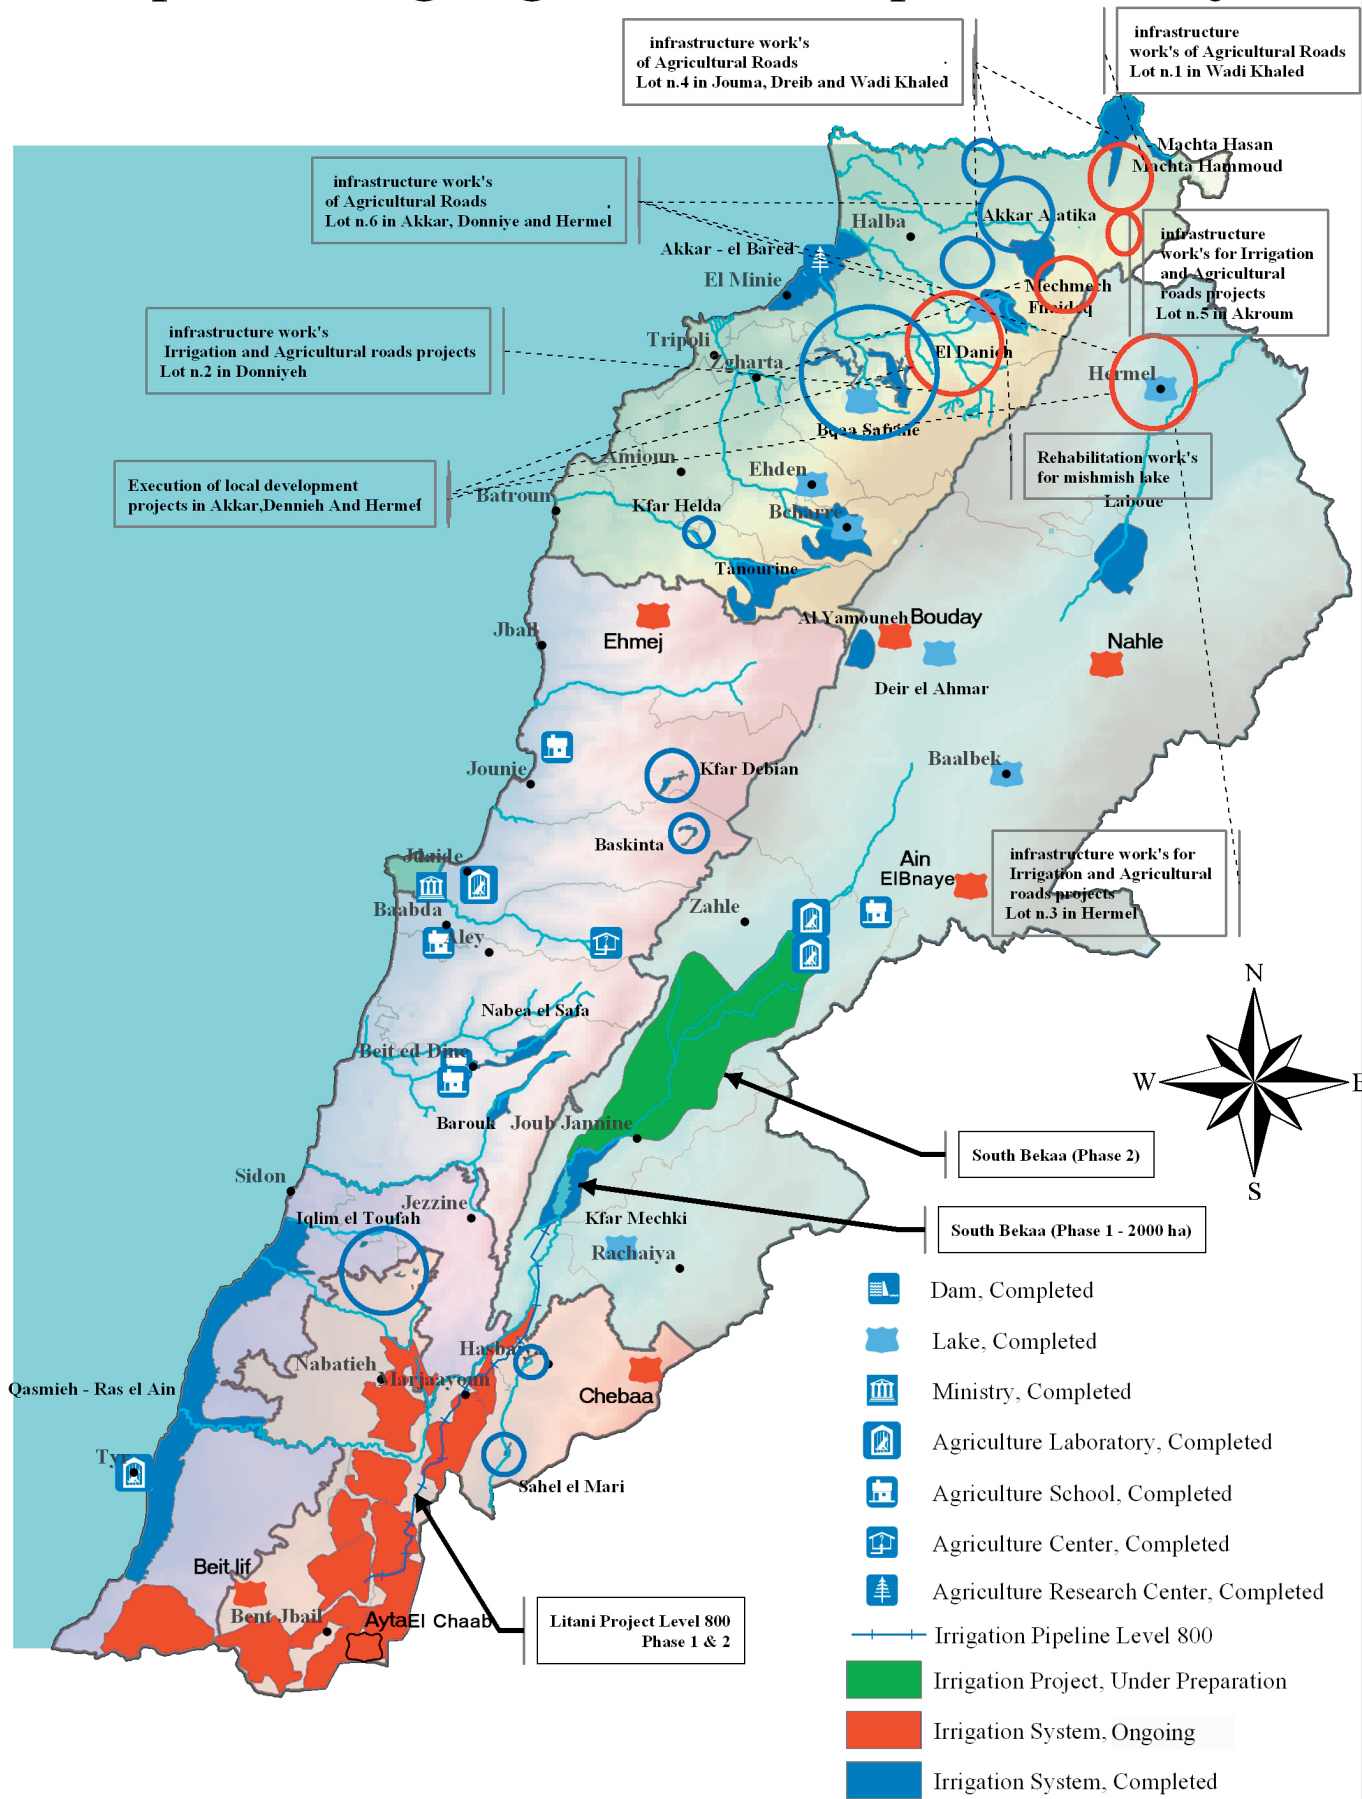 infrastructure work's
of Agricultural Roads
Lot n.4 in Jouma, Dreib and Wadi Khaled
infrastructure
work's of Agricultural Roads
Lot n.1 in Wadi Khaled
Machta Hasan
Machta Hammoud
infrastructure work's
of Agricultural Roads
Lot n.6 in Akkar, Donniye and Hermel
Halba
Akkar Aatika
Akkar - el Bared
infrastructure
work's for Irrigation
and Agricultural
roads projects
Lot n.5 in Akroum
El Minie
Mechmech
Fnaideq
infrastructure work's
Irrigation and Agricultural roads projects
Lot n.2 in Donniyeh
Tripoli
Zgharta
El Danieh
Hermel
Bqaa Safrine
Amioun
Ehden
Rehabilitation work's
for mishmish lake
Execution of local development
projects in Akkar,Dennieh And Hermel
Batroun
Kfar Helda
Bcharre
Laboue
Tanourine
Al Yamouneh
Bouday
Jbail
Ehmej
Nahle
Deir el Ahmar
Jounie
Kfar Debian
Baalbek
Baskinta
Jdaide
Ain
ElBnaye
infrastructure work's for
Irrigation and Agricultural
roads projects
Lot n.3 in Hermel
Baabda
Zahle
Aley
N
Nabea el Safa
Beit ed Dine
W
E
Barouk
Joub Jannine
South Bekaa (Phase 2)
Sidon
S
Jezzine
Iqlim el Toufah
Kfar Mechki
South Bekaa (Phase 1 - 2000 ha)
Rachaiya
Dam, Completed
Lake, Completed
Hasbaiya
Nabatieh
Marjaayoun
Qasmieh - Ras el Ain
Chebaa
Ministry, Completed
Agriculture Laboratory, Completed
Tyr
Sahel el Mari
Agriculture School, Completed
Agriculture Center, Completed
Beit lif
Agriculture Research Center, Completed
Bent Jbail
AytaEl Chaab
Litani Project Level 800
Phase 1 & 2
Irrigation Pipeline Level 800
Irrigation Project, Under Preparation
Irrigation System, Ongoing
Irrigation System, Completed